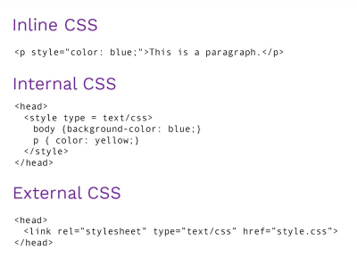 Inline CSS
<p style="color: blue;">This is a paragraph.</p>
Internal CSS
<head>
<style type = text/css>
body {background-color: blue;}
p { color: yellow;}
</style>
</head>
External CSS
<head>
<link rel="stylesheet" type="text/css" href="style.css">
</head>